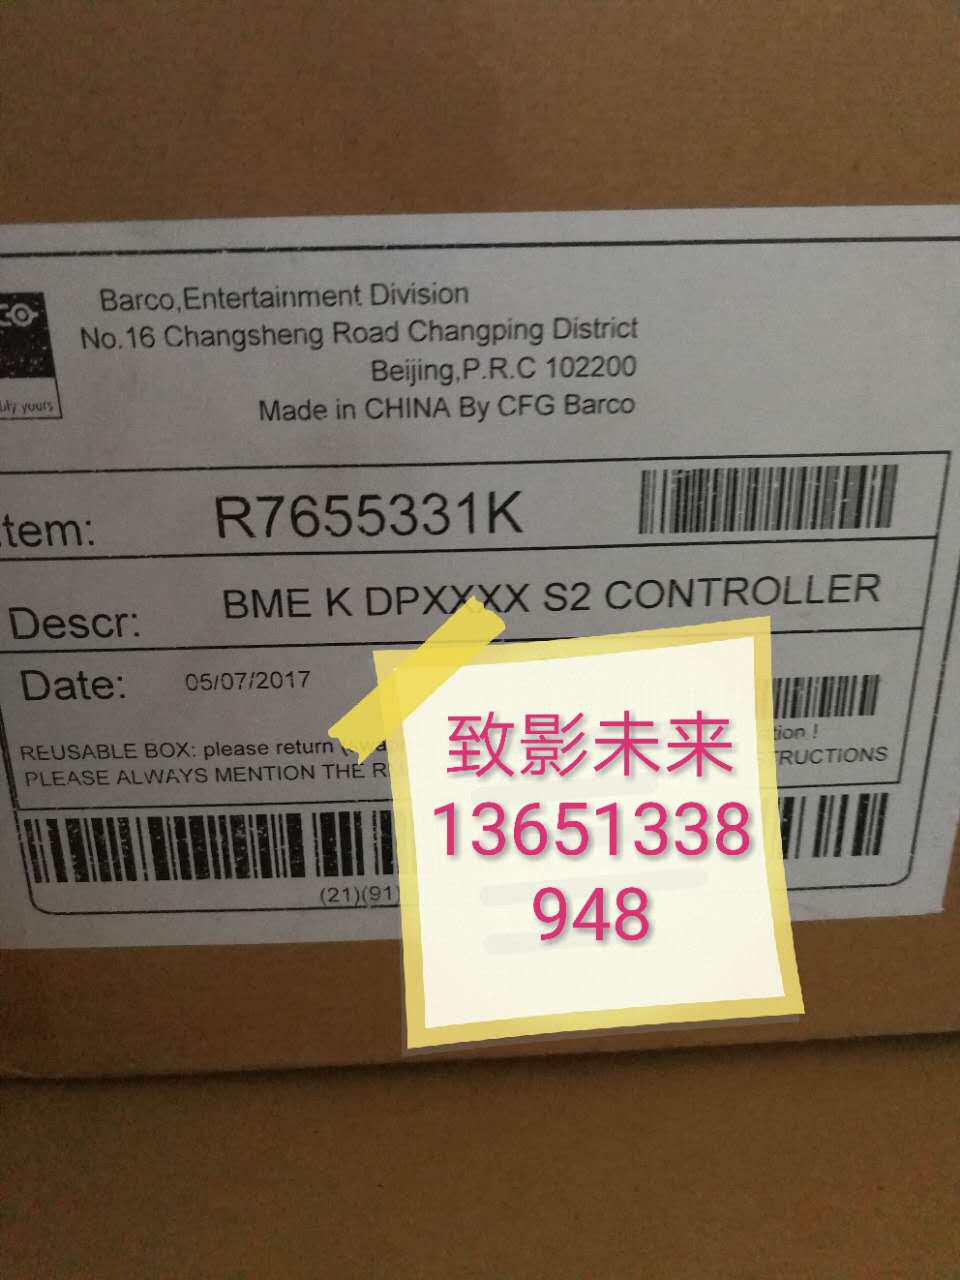 Barco,Entertainment Division
No.16 Changsheng Road Changping District
Beijing,P.R.C 102200
Made in CHINA By CFG Barco
yours
tem: R7655331K
Descr: BME K DPXXXX S2 CONTROLLER
Date: 05/07/2017
REUSABLE BOX: please return
tion !
PLEASE ALWAYS MENTION THE
RUCTIONS
(21)(91)
致影未来
13651338
948